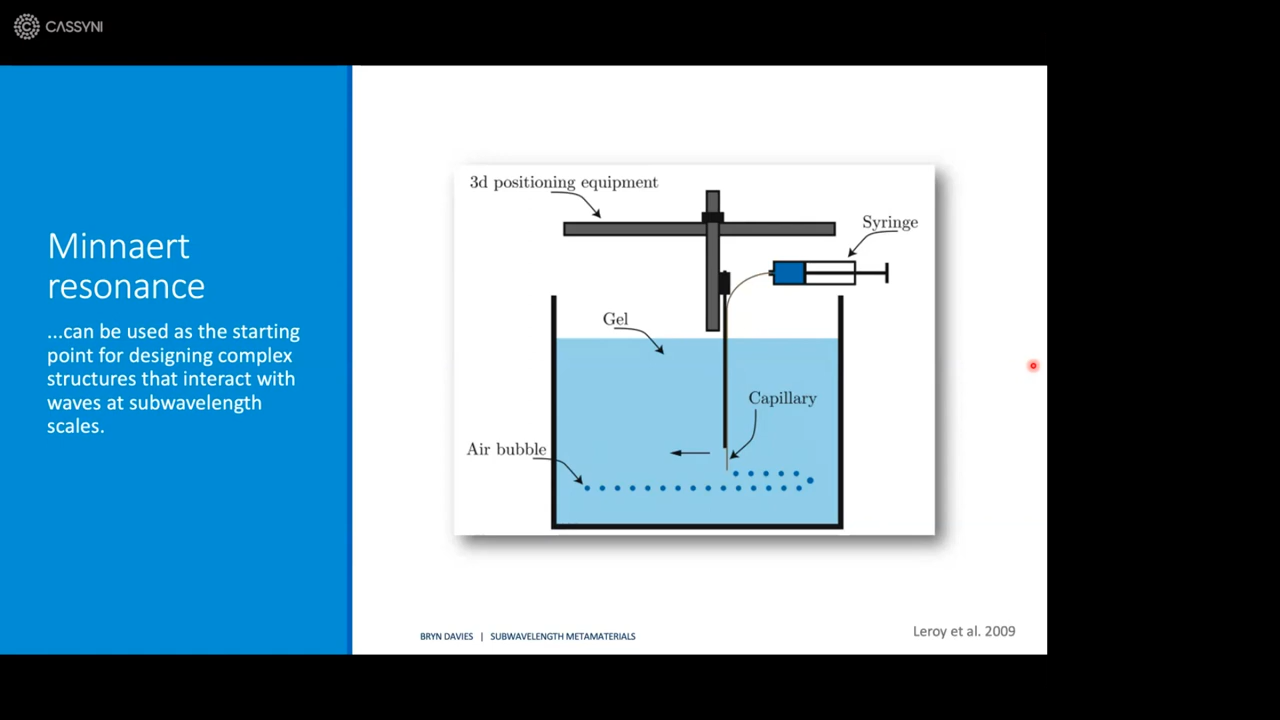 CASSYNI
Minnaert
resonance
...can be used as the starting
point for designing complex
structures that interact with
waves at subwavelength
scales.
3d positioning equipment
Syringe
Gel
Capillary
Air bubble
BRYN DAVIES | SUBWAVELENGTH METAMATERIALS
Leroy et al. 2009